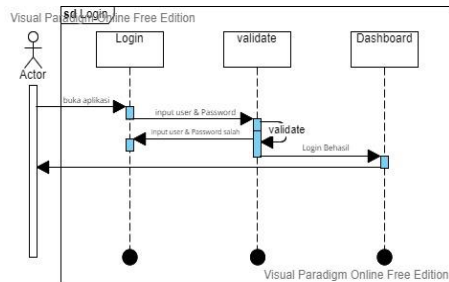 sd Login
Visual Paradigm Online Free Edition
Login
validate
Dashboard
Actor
buka aplikasi
input user & Password
validate
input user & Password salah
Login Behasil
Visual Paradigm Online Free Edition